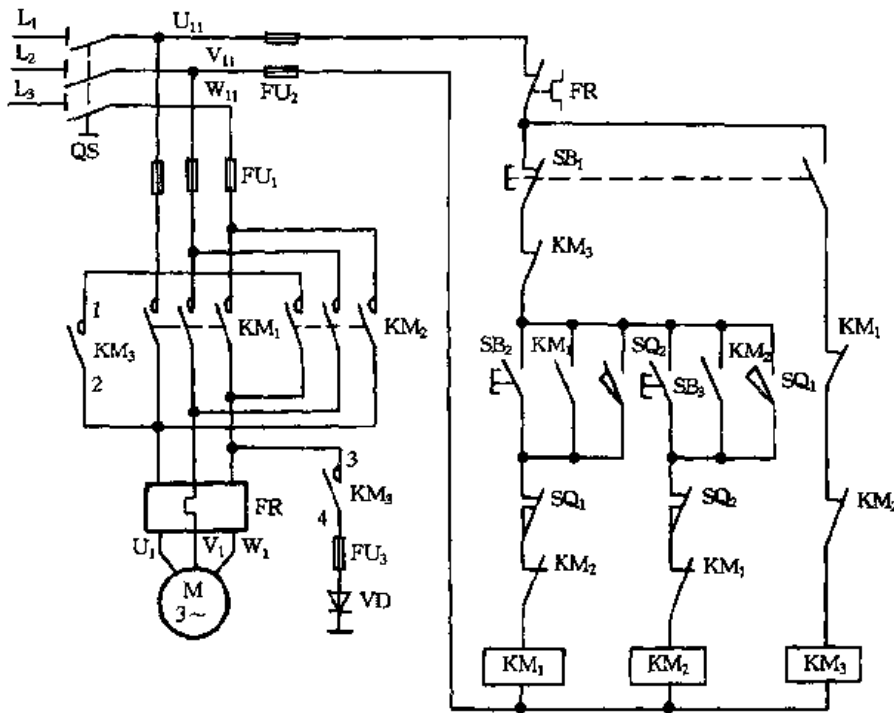 L₁
U₁₁
L₂
V₁₁
L₃
W₁₁
FU₂
QS
FR
SB₁
FU₁
KM₃
1
KM₃
2
KM₁
KM₂
SB₂
KM₁
SQ₂
SB₃
KM₂
SQ₁
KM₁
3
KM₃
4
FR
U₁
V₁
W₁
M
3~
FU₃
VD
SQ₁
SQ₂
KM₂
KM₂
KM₁
KM₁
KM₂
KM₃